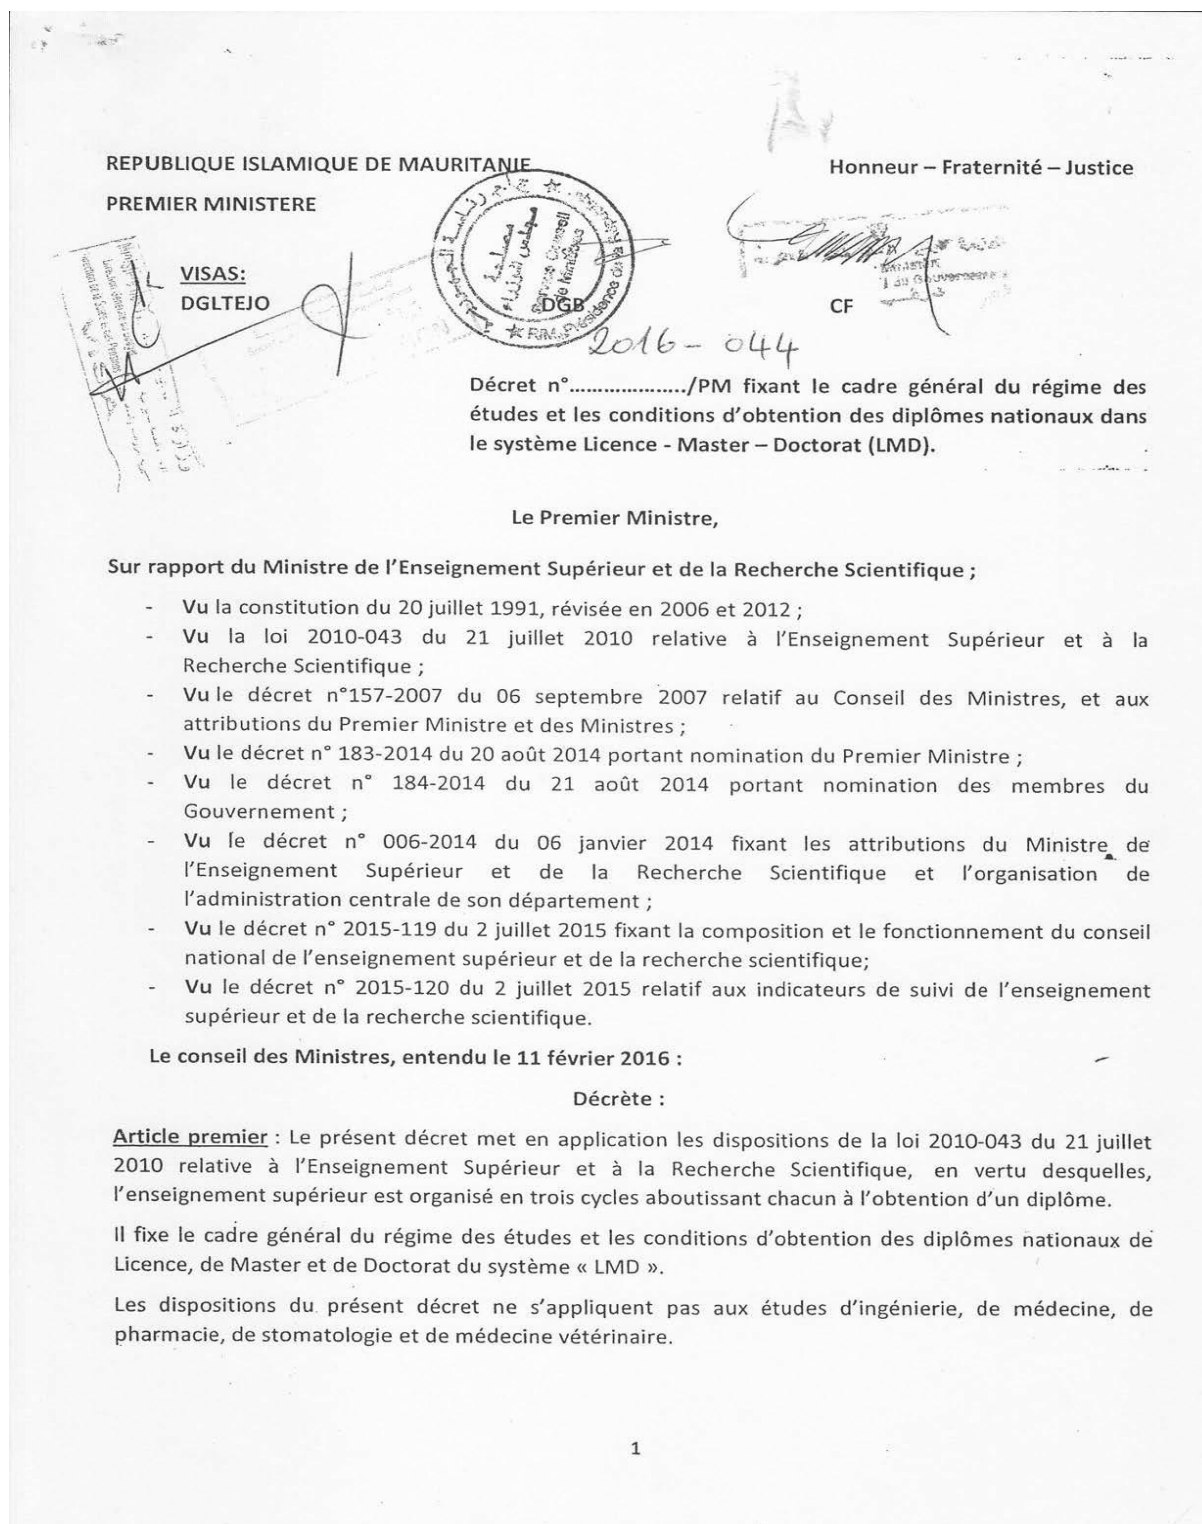 REPUBLIQUE ISLAMIQUE DE MAURITANIE
Honneur – Fraternité – Justice
PREMIER MINISTERE
VISAS:
DGLTEJO
DGB
CF
2016-044
Décret n°...................../PM fixant le cadre général du régime des
études et les conditions d'obtention des diplômes nationaux dans
le système Licence - Master – Doctorat (LMD).
Le Premier Ministre,
Sur rapport du Ministre de l'Enseignement Supérieur et de la Recherche Scientifique ;
- Vu la constitution du 20 juillet 1991, révisée en 2006 et 2012 ;
- Vu la loi 2010-043 du 21 juillet 2010 relative à l'Enseignement Supérieur et à la
Recherche Scientifique ;
- Vu le décret n°157-2007 du 06 septembre 2007 relatif au Conseil des Ministres, et aux
attributions du Premier Ministre et des Ministres ;
- Vu le décret n° 183-2014 du 20 août 2014 portant nomination du Premier Ministre ;
- Vu le décret n° 184-2014 du 21 août 2014 portant nomination des membres du
Gouvernement ;
- Vu le décret n° 006-2014 du 06 janvier 2014 fixant les attributions du Ministre de
l'Enseignement Supérieur et de la Recherche Scientifique et l'organisation de
l'administration centrale de son département ;
- Vu le décret n° 2015-119 du 2 juillet 2015 fixant la composition et le fonctionnement du conseil
national de l'enseignement supérieur et de la recherche scientifique;
- Vu le décret n° 2015-120 du 2 juillet 2015 relatif aux indicateurs de suivi de l'enseignement
supérieur et de la recherche scientifique.
Le conseil des Ministres, entendu le 11 février 2016 :
Décrète :
Article premier : Le présent décret met en application les dispositions de la loi 2010-043 du 21 juillet
2010 relative à l'Enseignement Supérieur et à la Recherche Scientifique, en vertu desquelles,
l'enseignement supérieur est organisé en trois cycles aboutissant chacun à l'obtention d'un diplôme.
Il fixe le cadre général du régime des études et les conditions d'obtention des diplômes nationaux de
Licence, de Master et de Doctorat du système « LMD ».
Les dispositions du présent décret ne s'appliquent pas aux études d'ingénierie, de médecine, de
pharmacie, de stomatologie et de médecine vétérinaire.
1